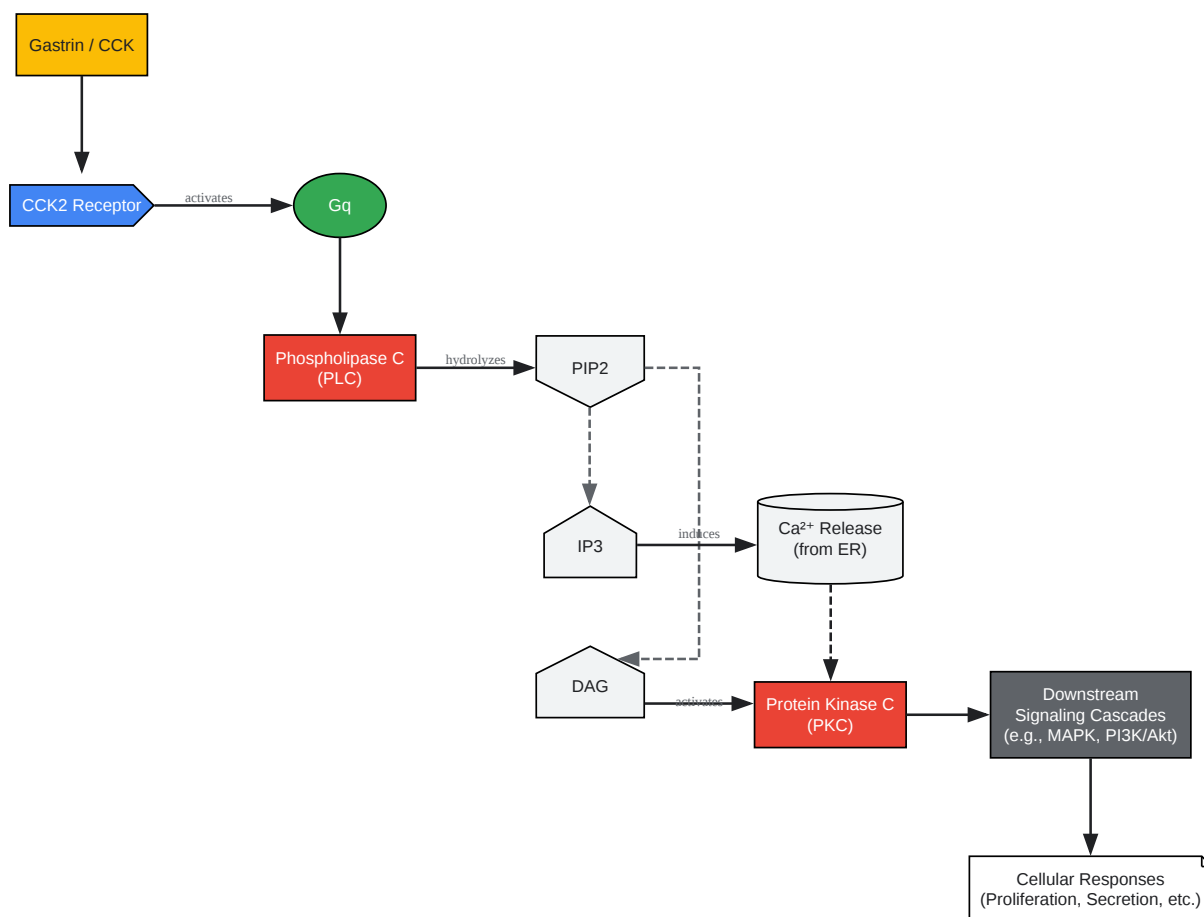 Gastrin / CCK
CCK2 Receptor
activates
Gq
Phospholipase C
(PLC)
hydrolyzes
PIP2
IP3
induces
Ca²⁺ Release
(from ER)
DAG
activates
Protein Kinase C
(PKC)
Downstream
Signaling Cascades
(e.g., MAPK, PI3K/Akt)
Cellular Responses
(Proliferation, Secretion, etc.)